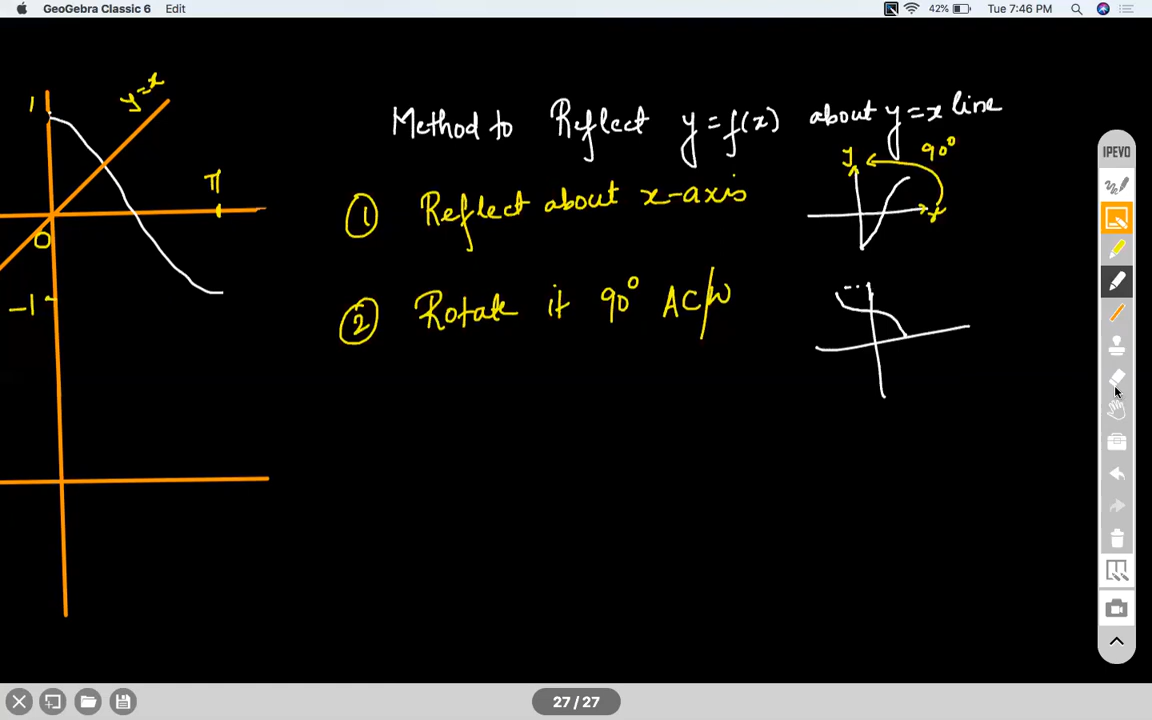 GeoGebra Classic 6 Edit
42% Tue 7:46 PM
1
y=x
π
0
-1
Method to Reflect y=f(x) about y=x line
① Reflect about x-axis
y
90°
x
② Rotate it 90° AC/W
IPEVO
27 / 27